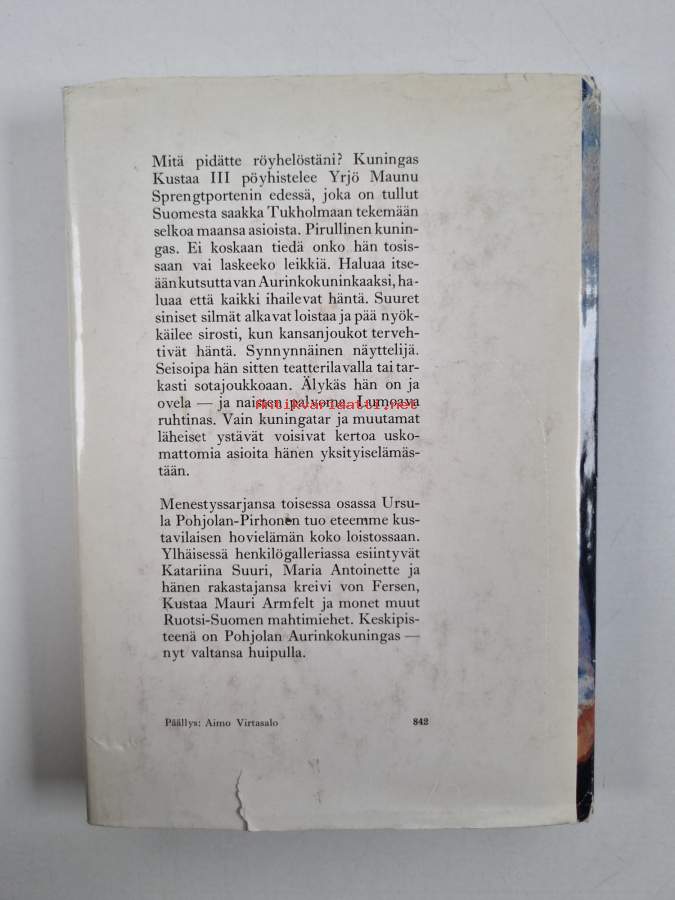 Mitä pidätte röyhelöstäni? Kuningas
Kustaa III pöyhistelee Yrjö Maunu
Sprengtportenin edessä, joka on tullut
Suomesta saakka Tukholmaan tekemään
selkoa maansa asioista. Pirullinen kunin-
gas. Ei koskaan tiedä onko hän tosis-
saan vai laskeeko leikkiä. Haluaa itse-
ään kutsuttavan Aurinkokuninkaaksi, ha-
luaa että kaikki ihailevat häntä. Suuret
siniset silmät alkavat loistaa ja pää nyök-
käilee sirosti, kun kansanjoukot terveh-
tivät häntä. Synnynnäinen näyttelijä.
Seisoipa hän sitten teatterilavalla tai tar-
kasti sotajoukkoaan. Älykäs hän on ja
ovela — ja naisten palvoma. Lumoava
antikvariaatti.net
ruhtinas. Vain kuningatar ja muutamat
läheiset ystävät voisivat kertoa usko-
mattomia asioita hänen yksityiselämäs-
tään.
Menestyssarjansa toisessa osassa Ursu-
la Pohjolan-Pirhonen tuo eteemme kus-
tavilaisen hovielämän koko loistossaan.
Ylhäisessä henkilögalleriassa esiintyvät
Katariina Suuri, Maria Antoinette ja
hänen rakastajansa kreivi von Fersen,
Kustaa Mauri Armfelt ja monet muut
Ruotsi-Suomen mahtimiehet. Keskipis-
teenä on Pohjolan Aurinkokuningas —
nyt valtansa huipulla.
Päällys: Aimo Virtasalo 842